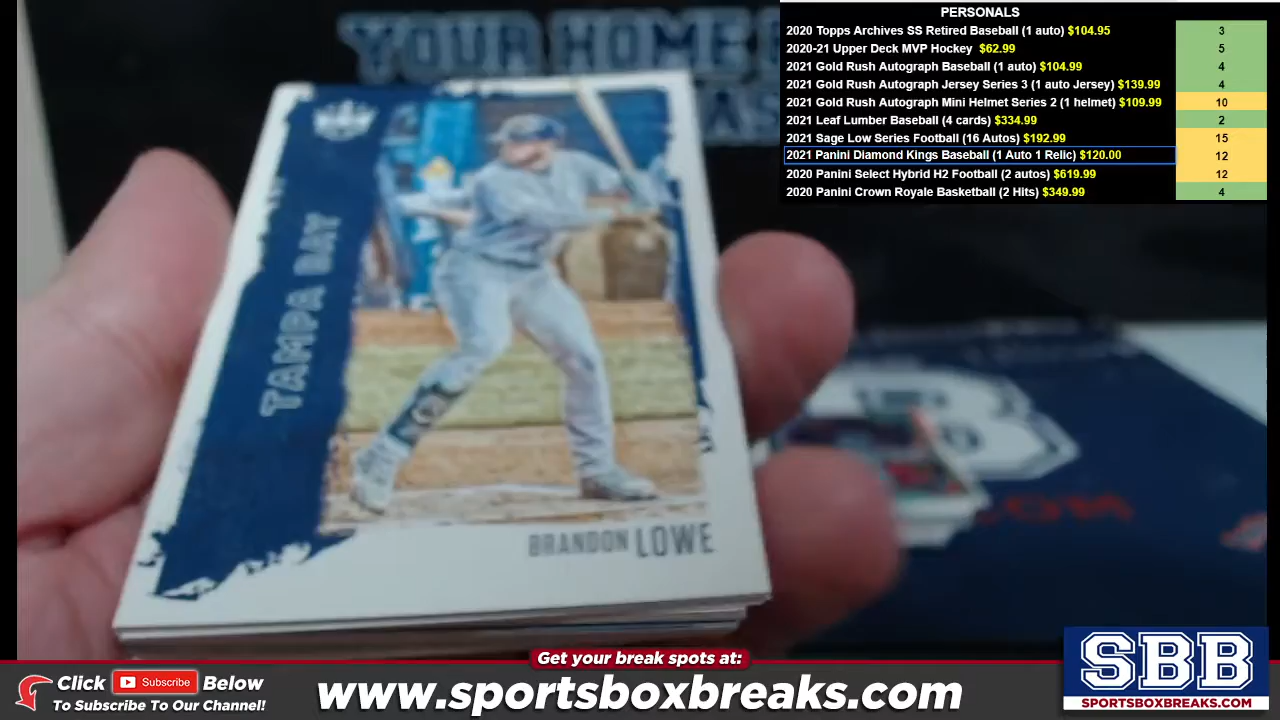 YOUR HOME
PERSONALS
2020 Topps Archives SS Retired Baseball (1 auto) $104.95 3
2020-21 Upper Deck MVP Hockey $62.99 5
2021 Gold Rush Autograph Baseball (1 auto) $104.99 4
2021 Gold Rush Autograph Jersey Series 3 (1 auto Jersey) $139.99 4
2021 Gold Rush Autograph Mini Helmet Series 2 (1 helmet) $109.99 10
2021 Leaf Lumber Baseball (4 cards) $334.99 2
2021 Sage Low Series Football (16 Autos) $192.99 15
2021 Panini Diamond Kings Baseball (1 Auto 1 Relic) $120.00 12
2020 Panini Select Hybrid H2 Football (2 autos) $619.99 12
2020 Panini Crown Royale Basketball (2 Hits) $349.99 4
TAMPA BAY
BRANDON LOWE
Get your break spots at:
Click Subscribe Below
To Subscribe To Our Channel!
www.sportsboxbreaks.com
SBB
SPORTSBOXBREAKS.COM